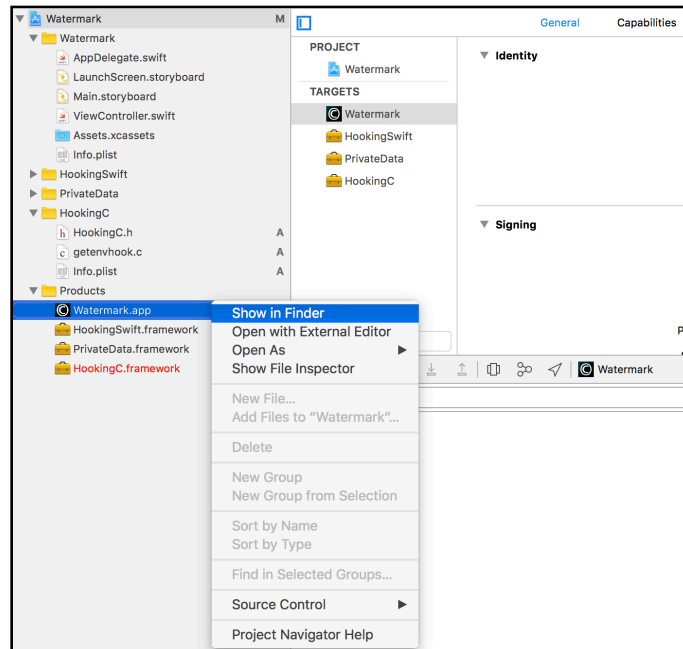 Watermark M
Watermark
AppDelegate.swift
LaunchScreen.storyboard
Main.storyboard
ViewController.swift
Assets.xcassets
Info.plist
HookingSwift
PrivateData
HookingC
h HookingC.h A
c getenvhook.c A
Info.plist A
Products
Watermark.app
HookingSwift.framework
PrivateData.framework
HookingC.framework
General Capabilities
PROJECT
Watermark
TARGETS
Watermark
HookingSwift
PrivateData
HookingC
Identity
Signing
P
Watermark
Show in Finder
Open with External Editor
Open As
Show File Inspector
New File...
Add Files to “Watermark”...
Delete
New Group
New Group from Selection
Sort by Name
Sort by Type
Find in Selected Groups...
Source Control
Project Navigator Help